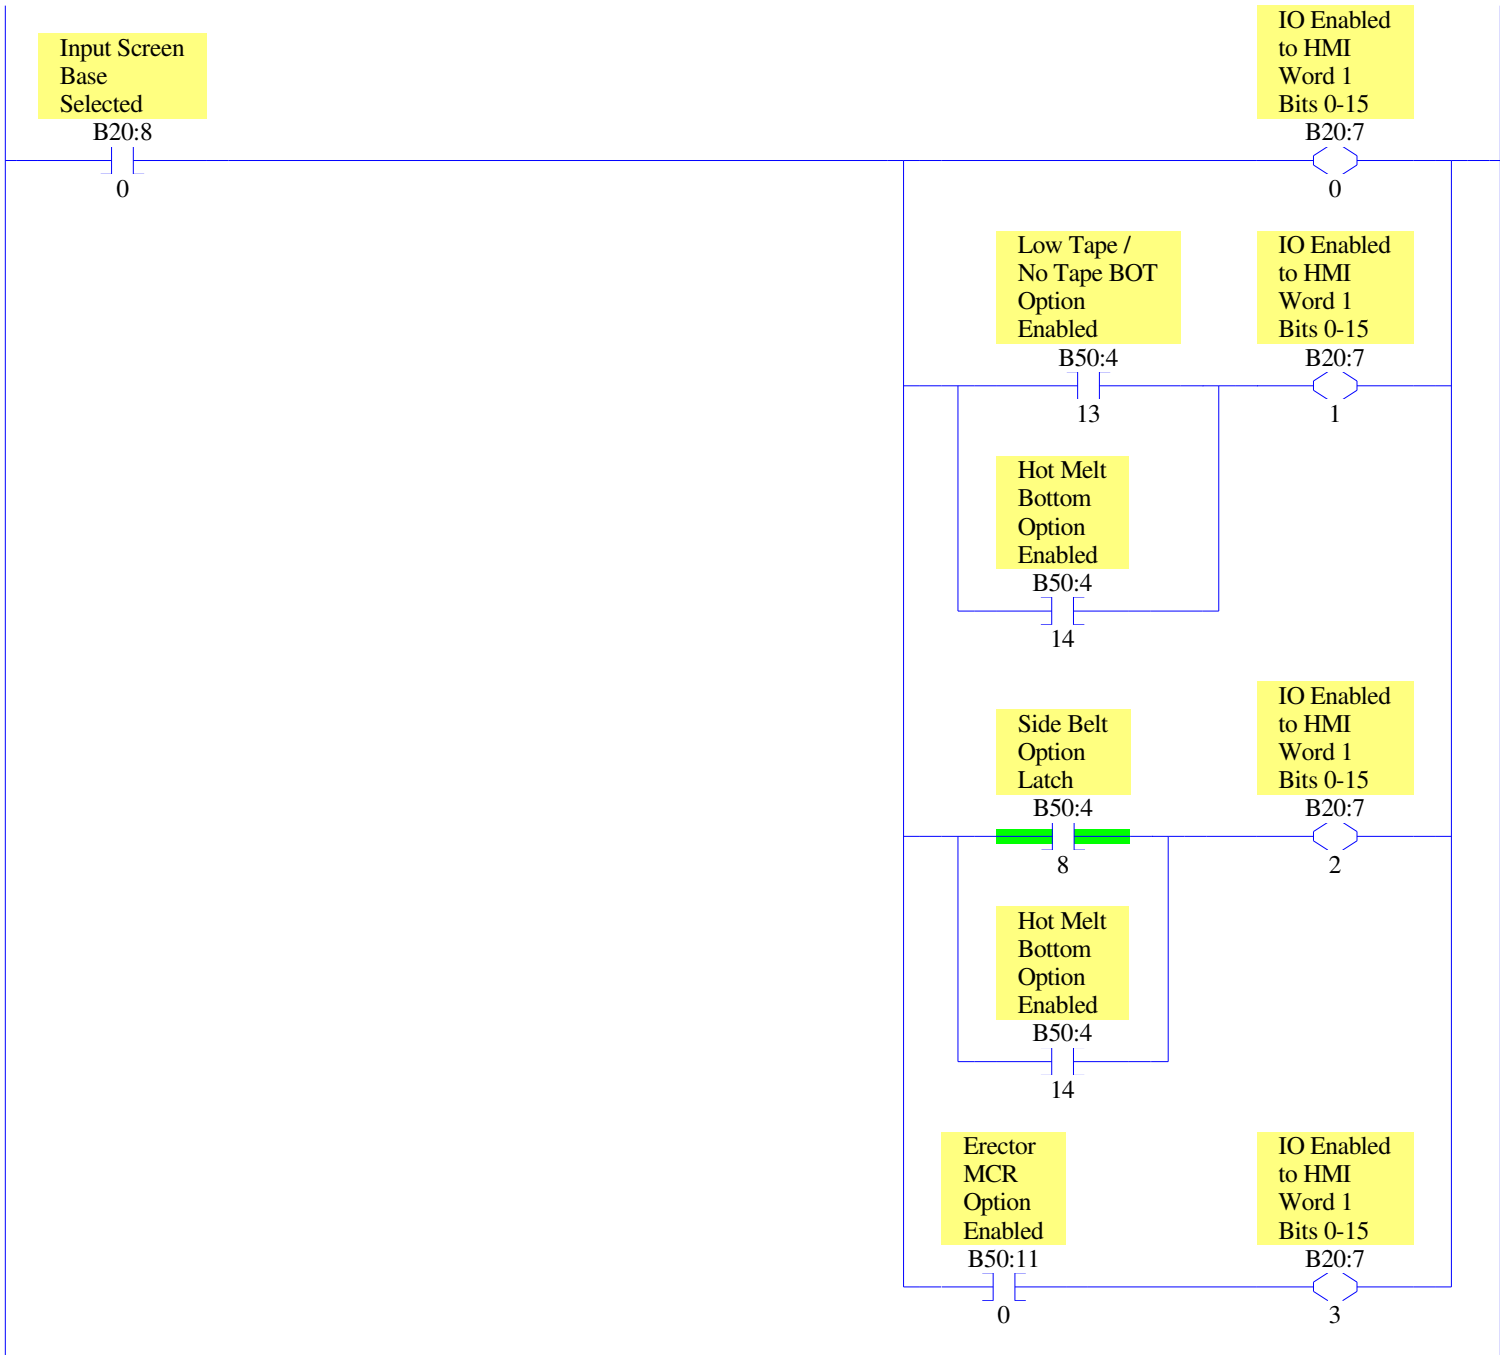 Input Screen
Base
Selected
B20:8
0
IO Enabled
to HMI
Word 1
Bits 0-15
B20:7
0
Low Tape /
No Tape BOT
Option
Enabled
B50:4
13
IO Enabled
to HMI
Word 1
Bits 0-15
B20:7
1
Hot Melt
Bottom
Option
Enabled
B50:4
14
Side Belt
Option
Latch
B50:4
8
IO Enabled
to HMI
Word 1
Bits 0-15
B20:7
2
Hot Melt
Bottom
Option
Enabled
B50:4
14
Erector
MCR
Option
Enabled
B50:11
0
IO Enabled
to HMI
Word 1
Bits 0-15
B20:7
3